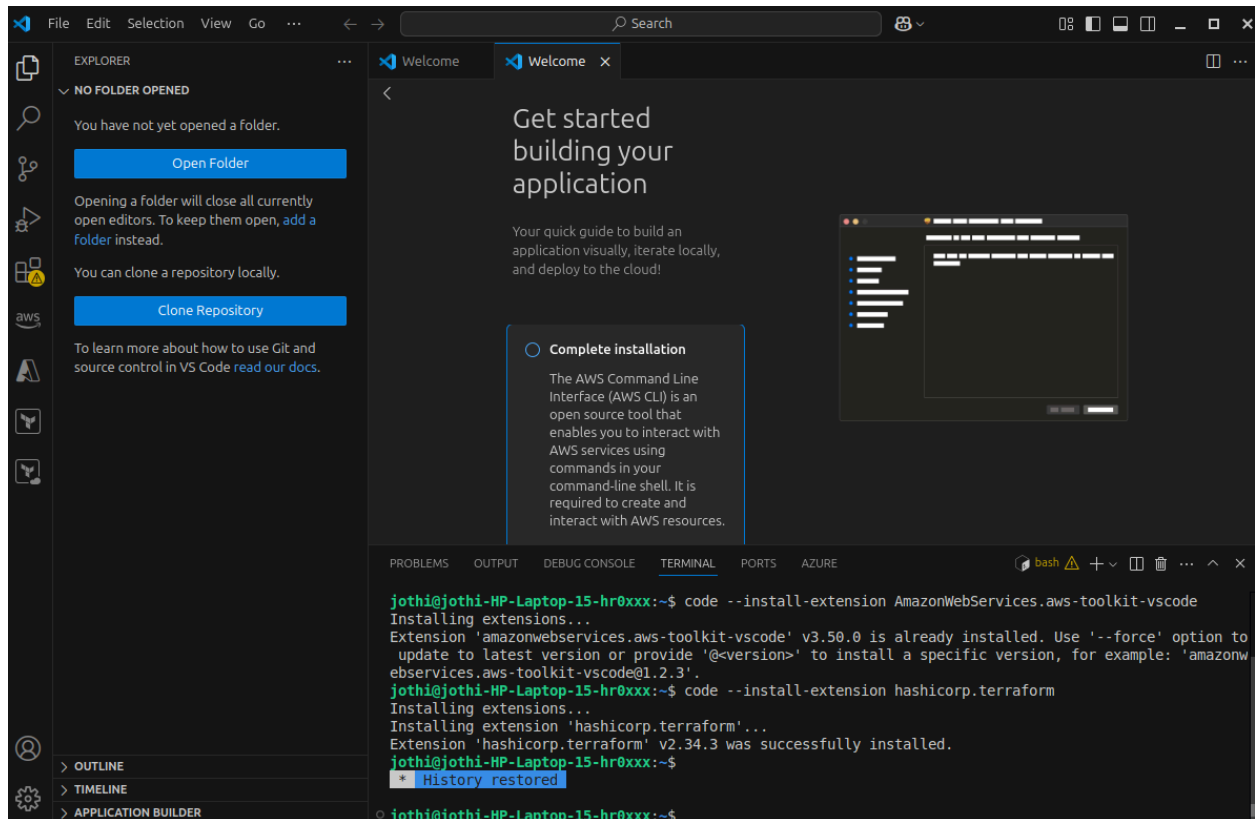 File Edit Selection View Go ··· ← → Search
EXPLORER ···
NO FOLDER OPENED
You have not yet opened a folder.
Open Folder
Opening a folder will close all currently
open editors. To keep them open, add a
folder instead.
You can clone a repository locally.
Clone Repository
To learn more about how to use Git and
source control in VS Code read our docs.
aws
OUTLINE
TIMELINE
APPLICATION BUILDER
Welcome
Welcome ×
Get started
building your
application
Your quick guide to build an
application visually, iterate locally,
and deploy to the cloud!
Complete installation
The AWS Command Line
Interface (AWS CLI) is an
open source tool that
enables you to interact with
AWS services using
commands in your
command-line shell. It is
required to create and
interact with AWS resources.
PROBLEMS OUTPUT DEBUG CONSOLE TERMINAL PORTS AZURE bash
jothi@jothi-HP-Laptop-15-hr0xxx:~$ code --install-extension AmazonWebServices.aws-toolkit-vscode
Installing extensions...
Extension 'amazonwebservices.aws-toolkit-vscode' v3.50.0 is already installed. Use '--force' option to
update to latest version or provide '@<version>' to install a specific version, for example: 'amazonw
ebservices.aws-toolkit-vscode@1.2.3'.
jothi@jothi-HP-Laptop-15-hr0xxx:~$ code --install-extension hashicorp.terraform
Installing extensions...
Installing extension 'hashicorp.terraform'...
Extension 'hashicorp.terraform' v2.34.3 was successfully installed.
jothi@jothi-HP-Laptop-15-hr0xxx:~$
* History restored
jothi@jothi-HP-Laptop-15-hr0xxx:~$